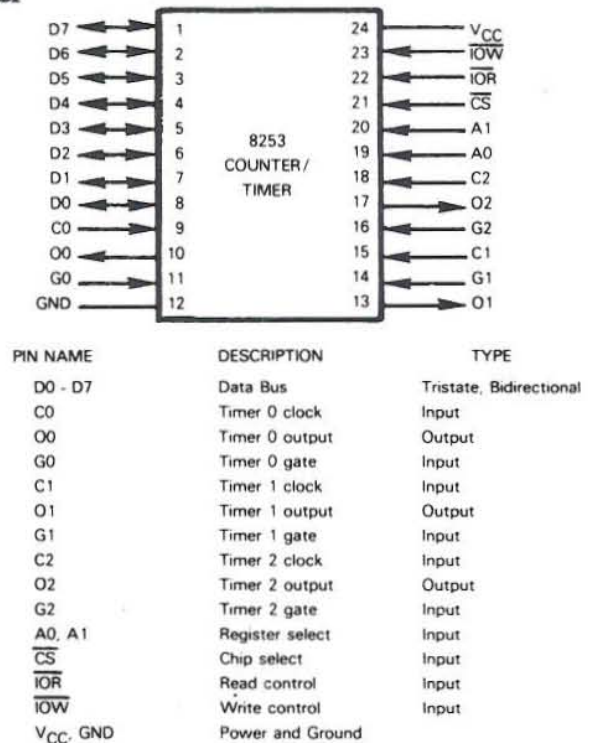 D7 1 24 VCC
D6 2 23 IOW
D5 3 22 IOR
D4 4 21 CS
D3 5 20 A1
D2 6 8253 19 A0
D1 7 COUNTER/ 18 C2
D0 8 TIMER 17 O2
C0 9 16 G2
O0 10 15 C1
G0 11 14 G1
GND 12 13 O1
PIN NAME DESCRIPTION TYPE
D0 - D7 Data Bus Tristate, Bidirectional
C0 Timer 0 clock Input
O0 Timer 0 output Output
G0 Timer 0 gate Input
C1 Timer 1 clock Input
O1 Timer 1 output Output
G1 Timer 1 gate Input
C2 Timer 2 clock Input
O2 Timer 2 output Output
G2 Timer 2 gate Input
A0, A1 Register select Input
CS Chip select Input
IOR Read control Input
IOW Write control Input
VCC, GND Power and Ground